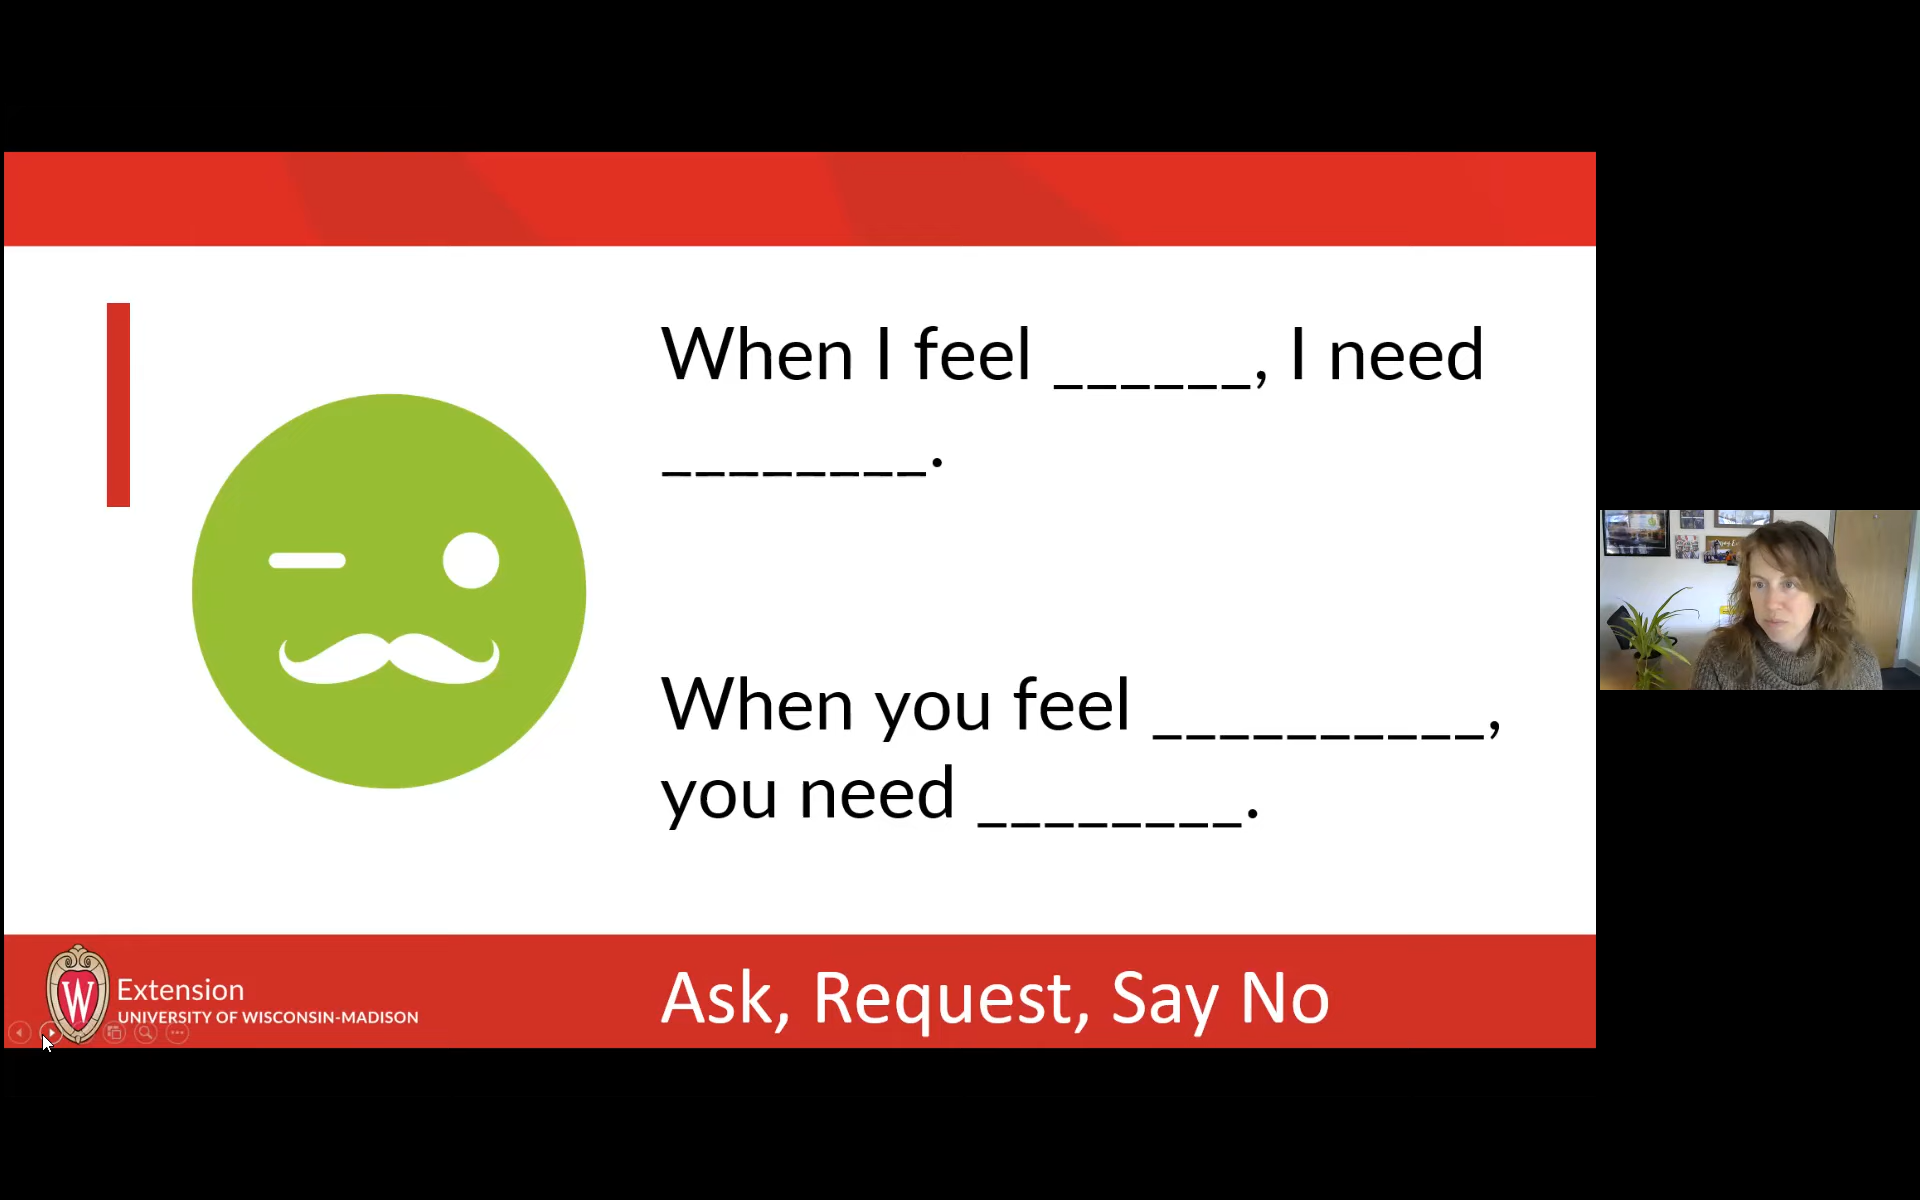 When I feel ______, I need
________.
When you feel __________,
you need ________.
W
Extension
UNIVERSITY OF WISCONSIN-MADISON
Ask, Request, Say No